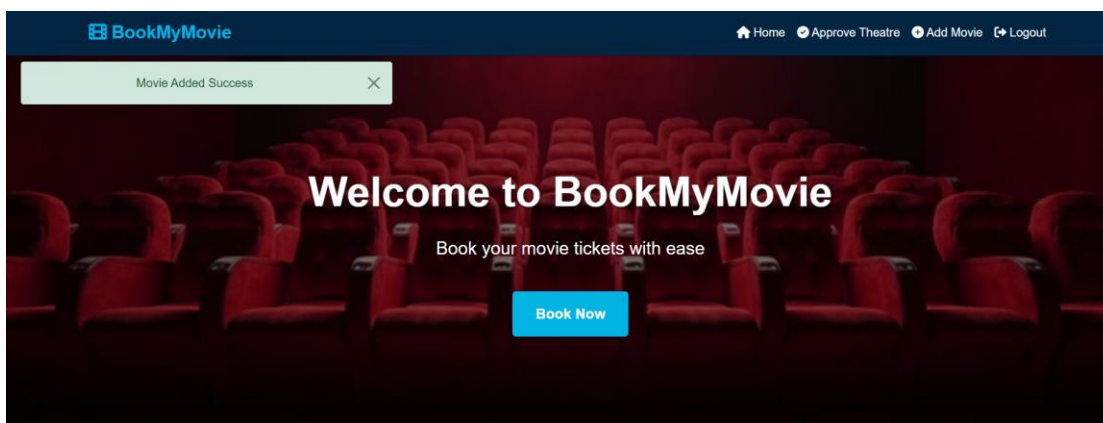 BookMyMovie
Home Approve Theatre Add Movie Logout
Movie Added Success
Welcome to BookMyMovie
Book your movie tickets with ease
Book Now